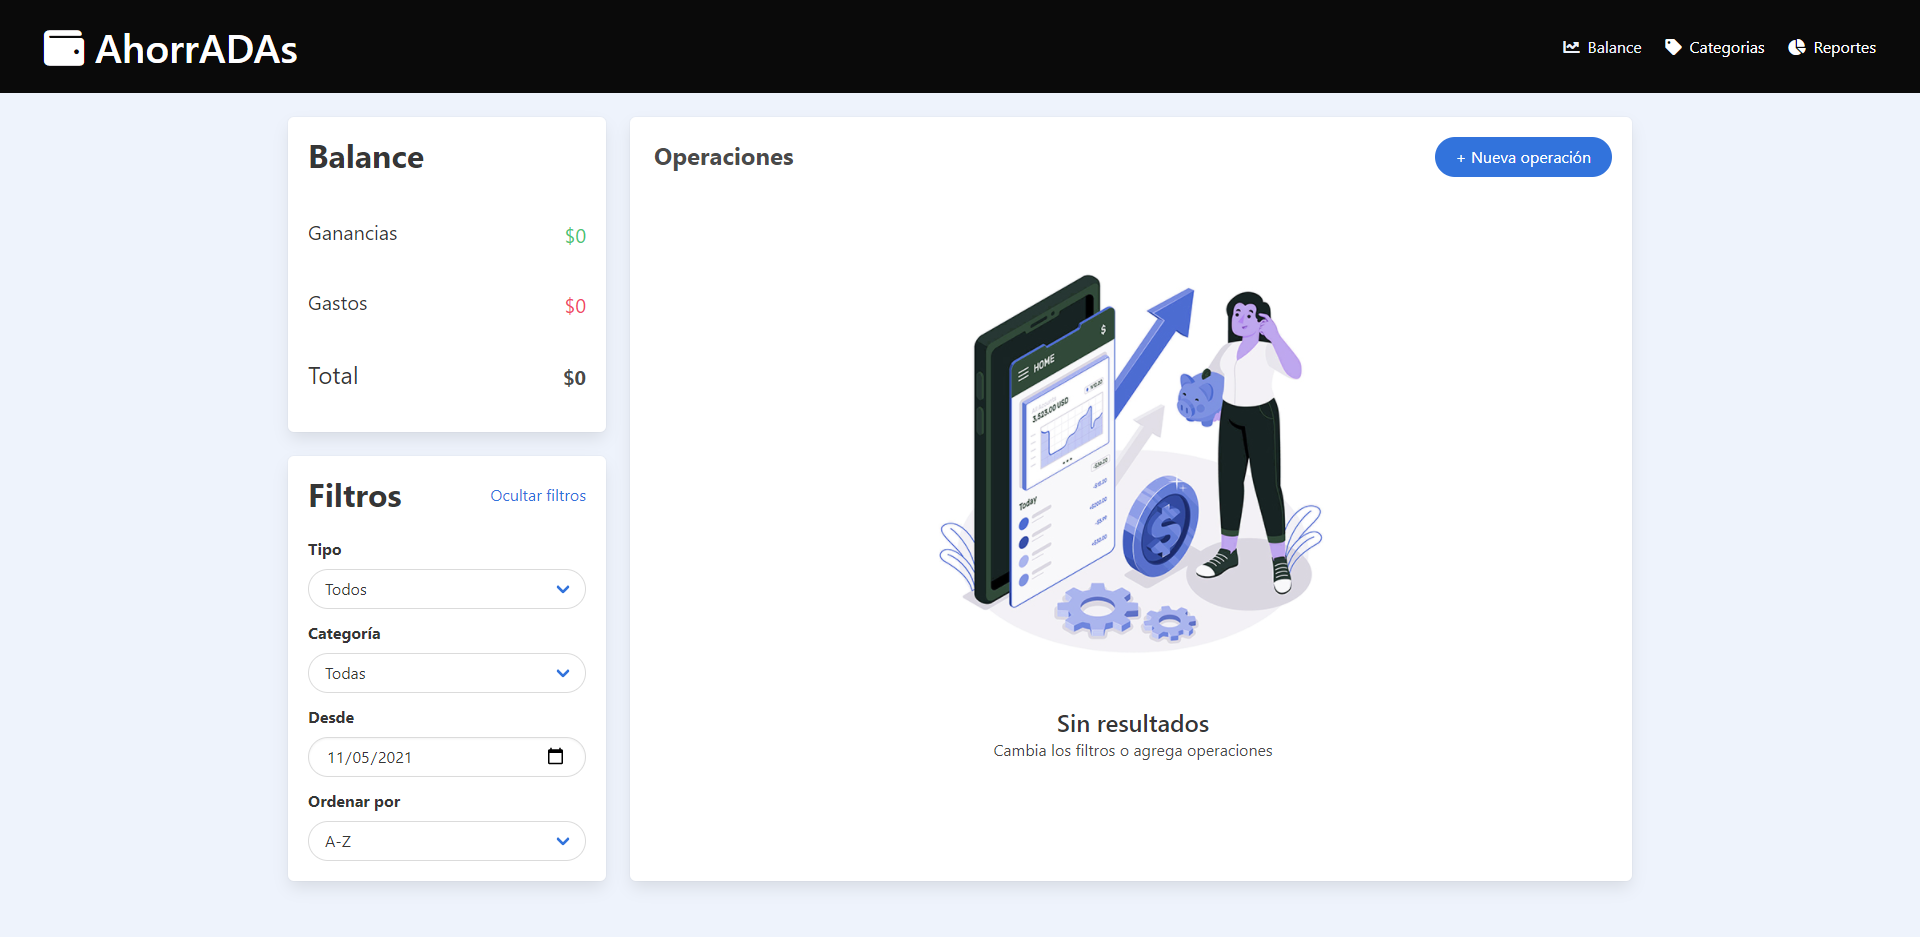 AhorrADAs
Balance
Categorias
Reportes
Balance
Ganancias
$0
Gastos
$0
Total
$0
Filtros
Ocultar filtros
Tipo
Todos
Categoría
Todas
Desde
11/05/2021
Ordenar por
A-Z
Operaciones
+ Nueva operación
$
HOME
3,523.00 USD
Today
Sin resultados
Cambia los filtros o agrega operaciones